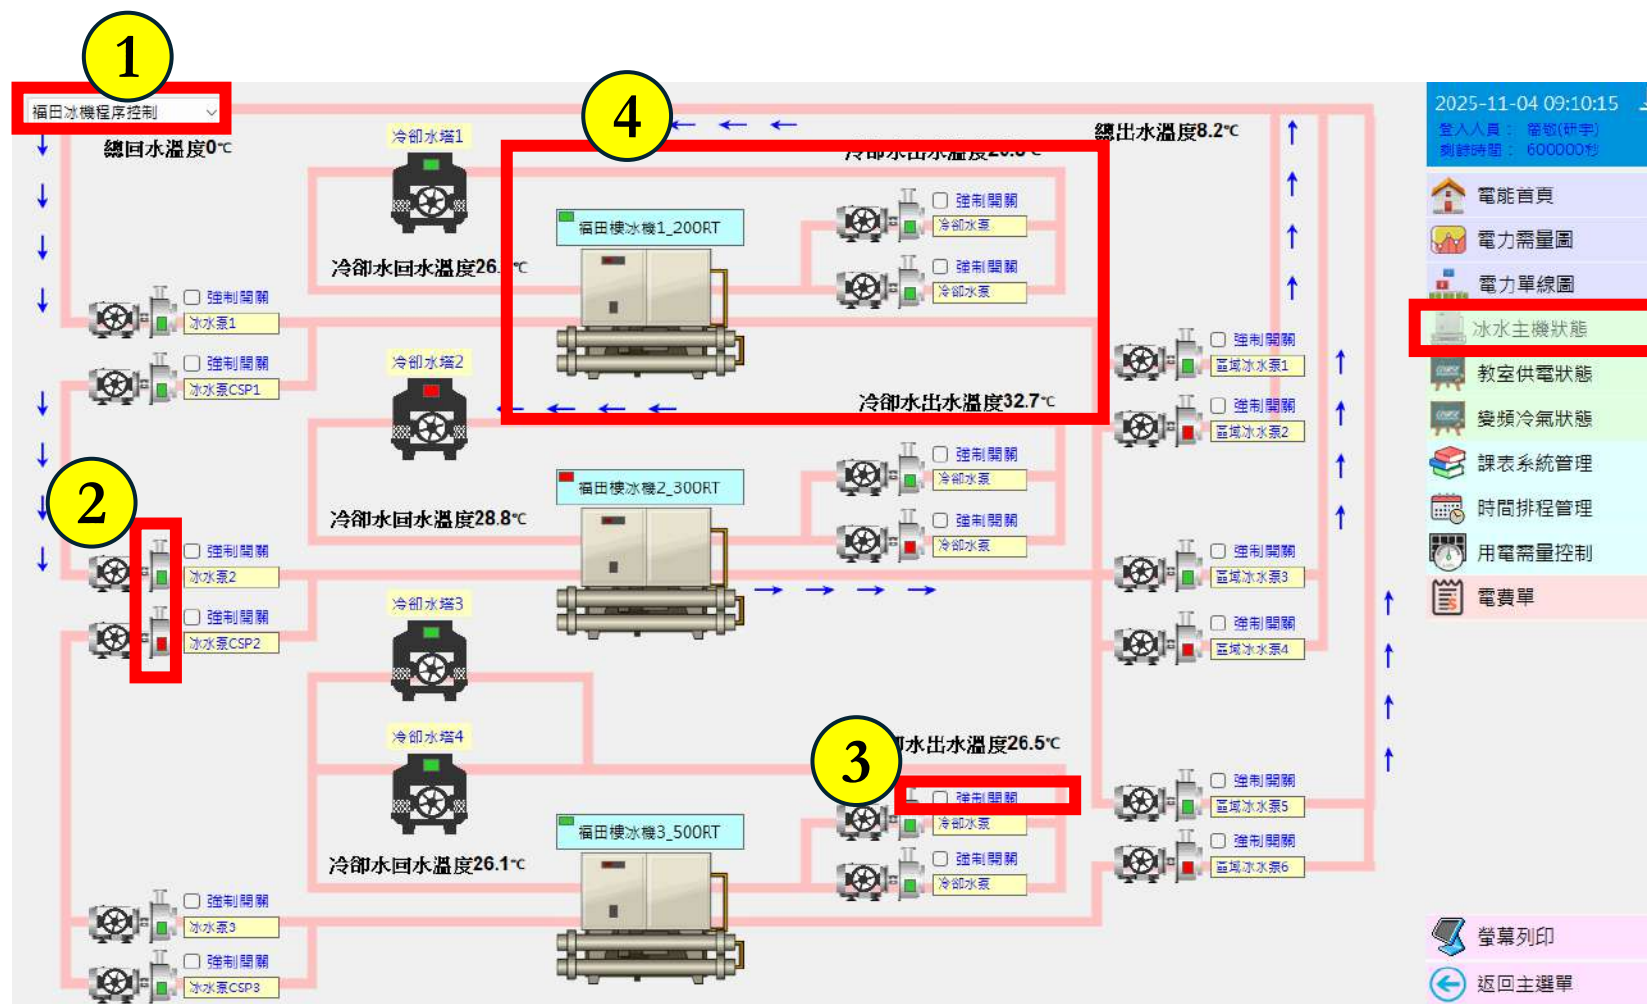 1
福田冰機程序控制
總回水溫度0℃
冷卻水塔1
4
總出水溫度8.2℃
冷卻水回水溫度26.
福田樓冰機1_200RT
強制開關
冷卻水泵
強制開關
冷卻水泵
強制開關
冰水泵1
強制開關
冰水泵CSP1
冷卻水塔2
冷卻水出水溫度32.7℃
強制開關
區域冰水泵1
強制開關
區域冰水泵2
2
冷卻水回水溫度28.8℃
福田樓冰機2_300RT
強制開關
冷卻水泵
強制開關
冷卻水泵
強制開關
冰水泵2
強制開關
冰水泵CSP2
冷卻水塔3
強制開關
區域冰水泵3
強制開關
區域冰水泵4
冷卻水塔4
3
水出水溫度26.5℃
強制開關
冷卻水泵
強制開關
冷卻水泵
福田樓冰機3_500RT
冷卻水回水溫度26.1℃
強制開關
區域冰水泵5
強制開關
區域冰水泵6
強制開關
冰水泵3
強制開關
冰水泵CSP3
2025-11-04 09:10:15
登入人員：
剩餘時間： 600000秒
電能首頁
電力需量圖
電力單線圖
冰水主機狀態
教室供電狀態
變頻冷氣狀態
課表系統管理
時間排程管理
用電需量控制
電費單
螢幕列印
返回主選單